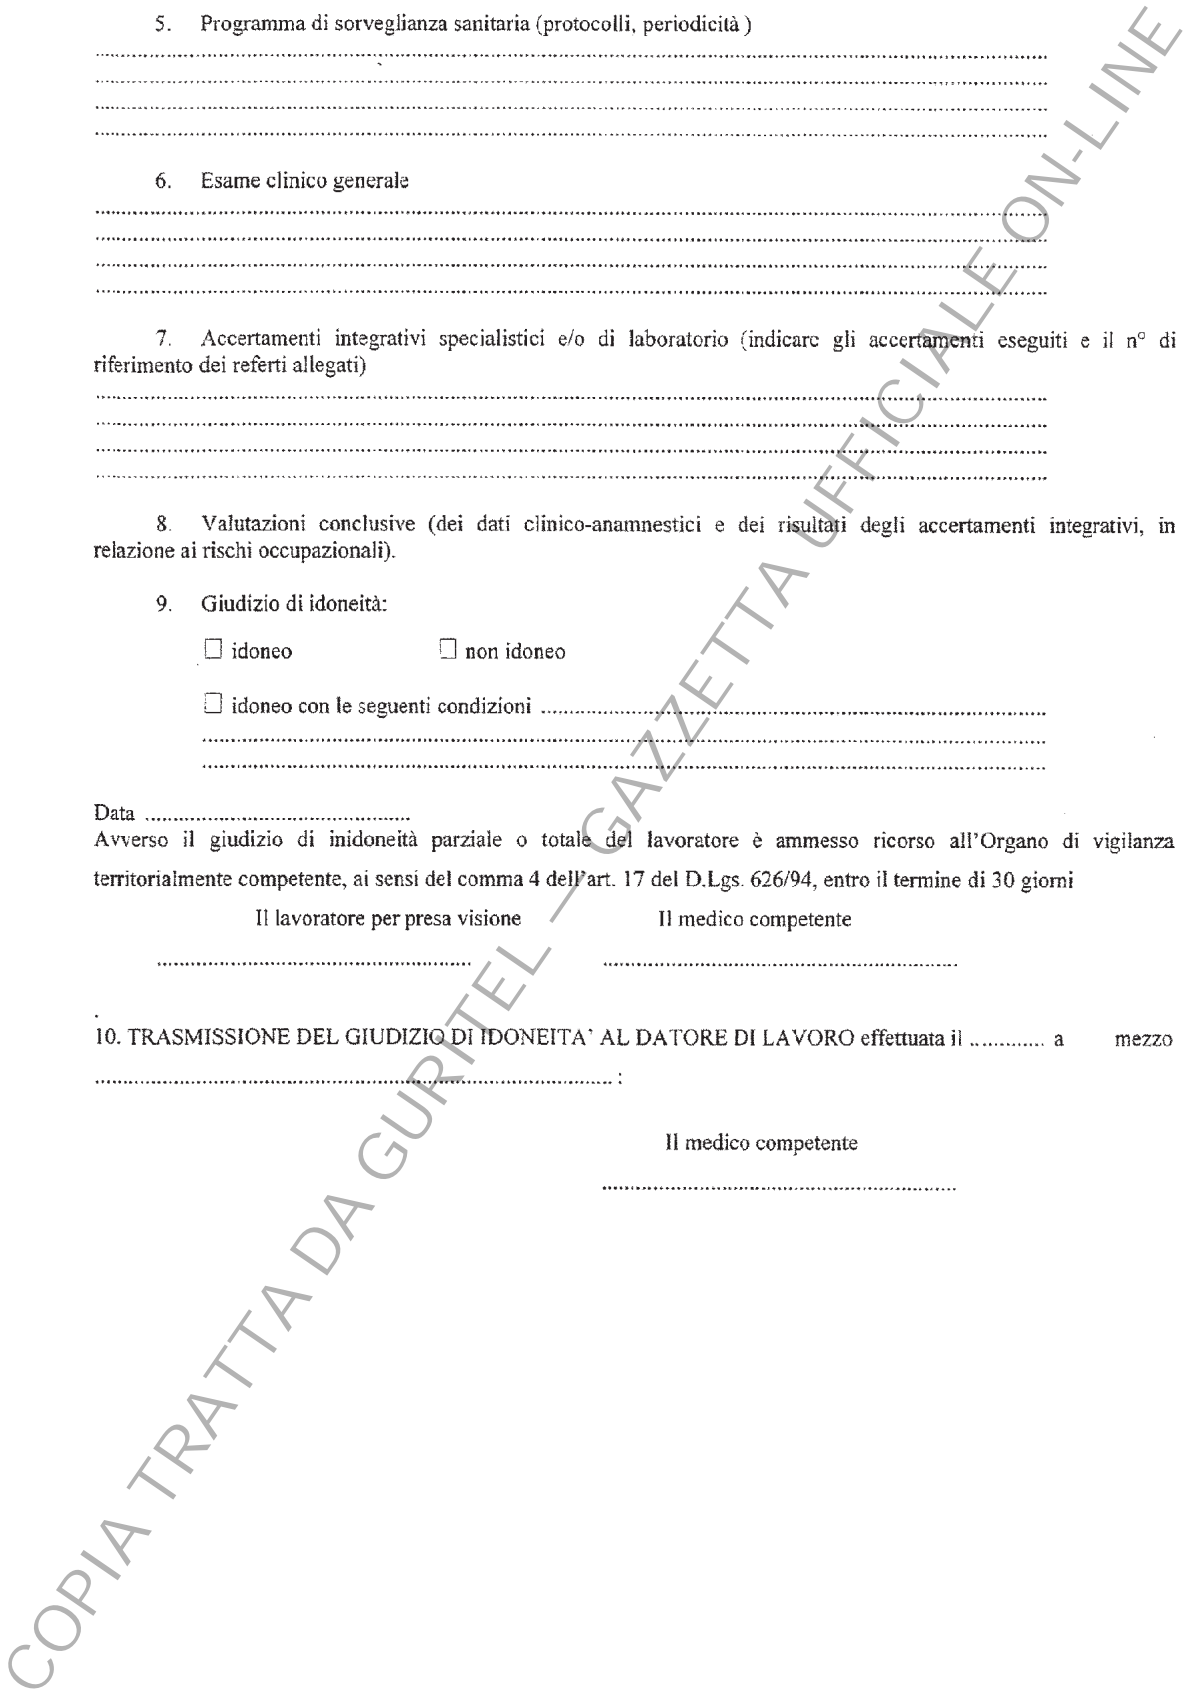 5. Programma di sorveglianza sanitaria (protocolli, periodicità )
6. Esame clinico generale
7. Accertamenti integrativi specialistici e/o di laboratorio (indicare gli accertamenti eseguiti e il n° di
riferimento dei referti allegati)
8. Valutazioni conclusive (dei dati clinico-anamnestici e dei risultati degli accertamenti integrativi, in
relazione ai rischi occupazionali).
9. Giudizio di idoneità:
☐ idoneo ☐ non idoneo
☐ idoneo con le seguenti condizioni ................................
Data ................................
Avverso il giudizio di inidoneità parziale o totale del lavoratore è ammesso ricorso all'Organo di vigilanza
territorialmente competente, ai sensi del comma 4 dell'art. 17 del D.Lgs. 626/94, entro il termine di 30 giorni
Il lavoratore per presa visione Il medico competente
10. TRASMISSIONE DEL GIUDIZIO DI IDONEITA' AL DATORE DI LAVORO effettuata il ............. a mezzo
................................ :
Il medico competente
COPIA TRATTA DA GURITEL — GAZZETTA UFFICIALE ON-LINE